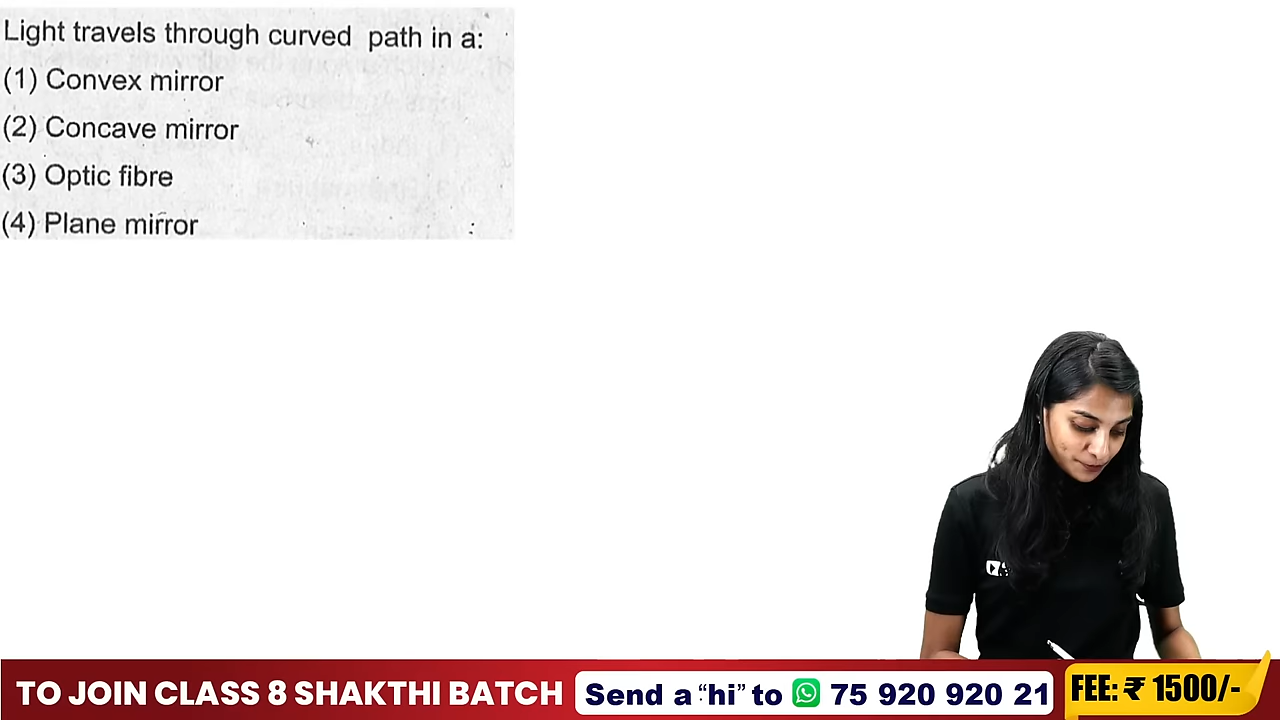 Light travels through curved path in a:
(1) Convex mirror
(2) Concave mirror
(3) Optic fibre
(4) Plane mirror
TO JOIN CLASS 8 SHAKTHI BATCH
Send a “hi” to 75 920 920 21
FEE: ₹ 1500/-